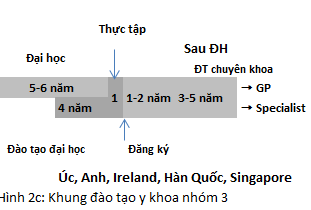 Thực tập
Đại học
Sau ĐH
ĐT chuyên khoa
5-6 năm
1
1-2 năm
3-5 năm
→ GP
4 năm
→ Specialist
Đào tạo đại học
Đăng ký
Úc, Anh, Ireland, Hàn Quốc, Singapore
Hình 2c: Khung đào tạo y khoa nhóm 3